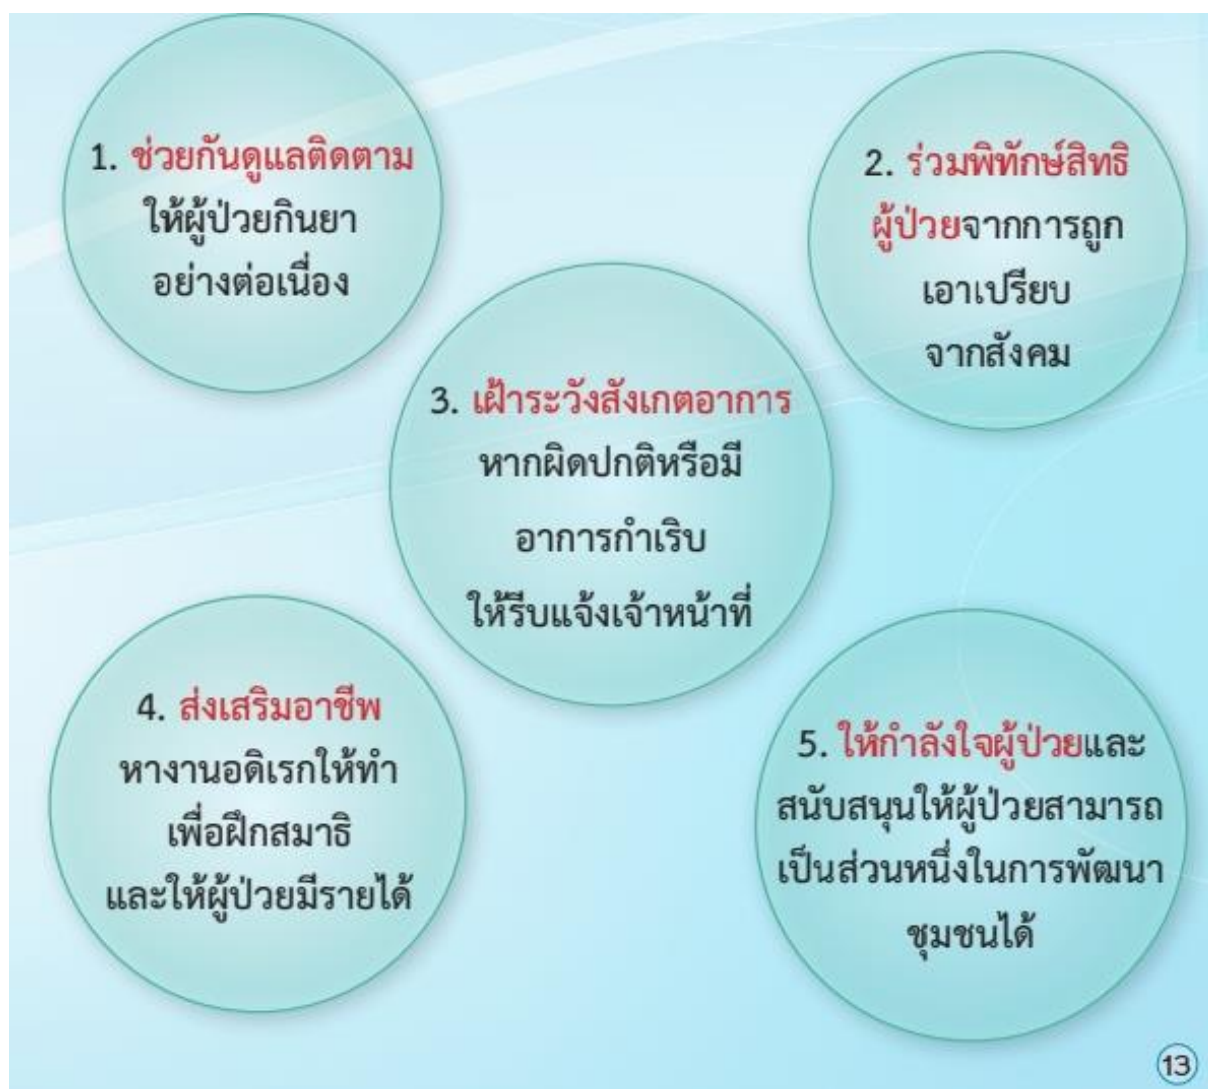 1. ช่วยกันดูแลติดตาม
ให้ผู้ป่วยกินยา
อย่างต่อเนื่อง
2. ร่วมพิทักษ์สิทธิ
ผู้ป่วยจากการถูก
เอาเปรียบ
จากสังคม
3. เฝ้าระวังสังเกตอาการ
หากผิดปกติหรือมี
อาการกำเริบ
ให้รีบแจ้งเจ้าหน้าที่
4. ส่งเสริมอาชีพ
หางานอดิเรกให้ทำ
เพื่อฝึกสมาธิ
และให้ผู้ป่วยมีรายได้
5. ให้กำลังใจผู้ป่วยและ
สนับสนุนให้ผู้ป่วยสามารถ
เป็นส่วนหนึ่งในการพัฒนา
ชุมชนได้
13